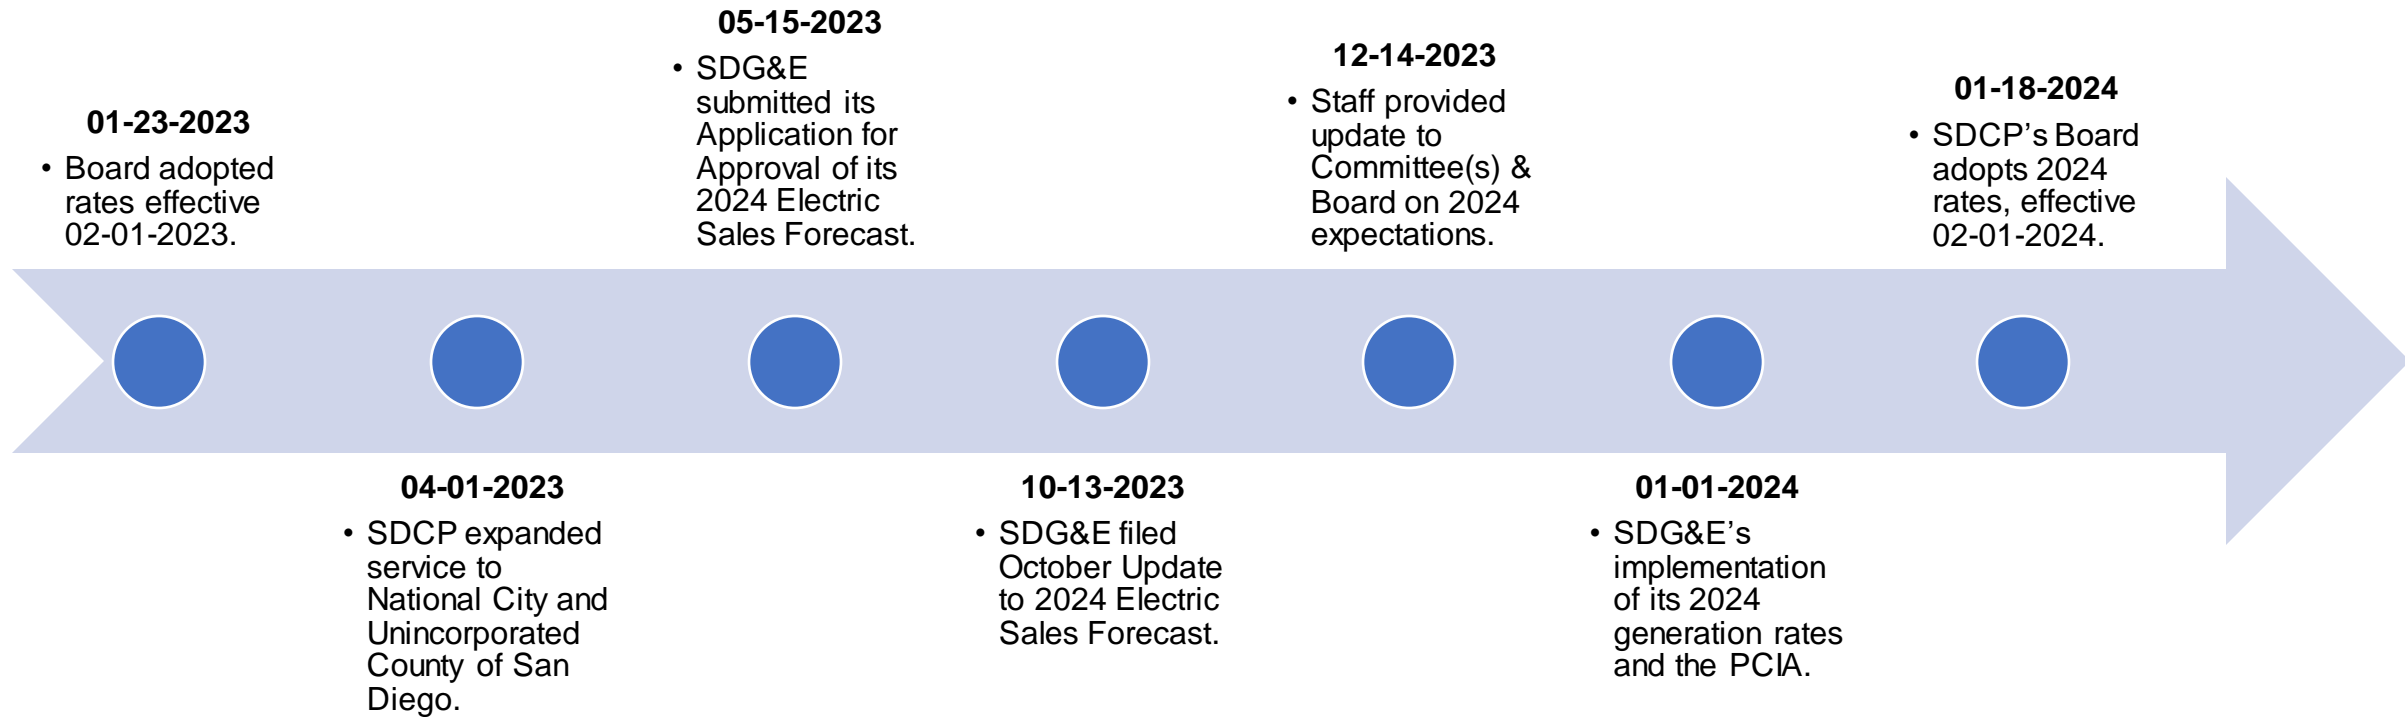 01-23-2023
• Board adopted
rates effective
02-01-2023.
04-01-2023
• SDCP expanded
service to
National City and
Unincorporated
County of San
Diego.
05-15-2023
• SDG&E
submitted its
Application for
Approval of its
2024 Electric
Sales Forecast.
10-13-2023
• SDG&E filed
October Update
to 2024 Electric
Sales Forecast.
12-14-2023
• Staff provided
update to
Committee(s) &
Board on 2024
expectations.
01-01-2024
• SDG&E’s
implementation
of its 2024
generation rates
and the PCIA.
01-18-2024
• SDCP’s Board
adopts 2024
rates, effective
02-01-2024.